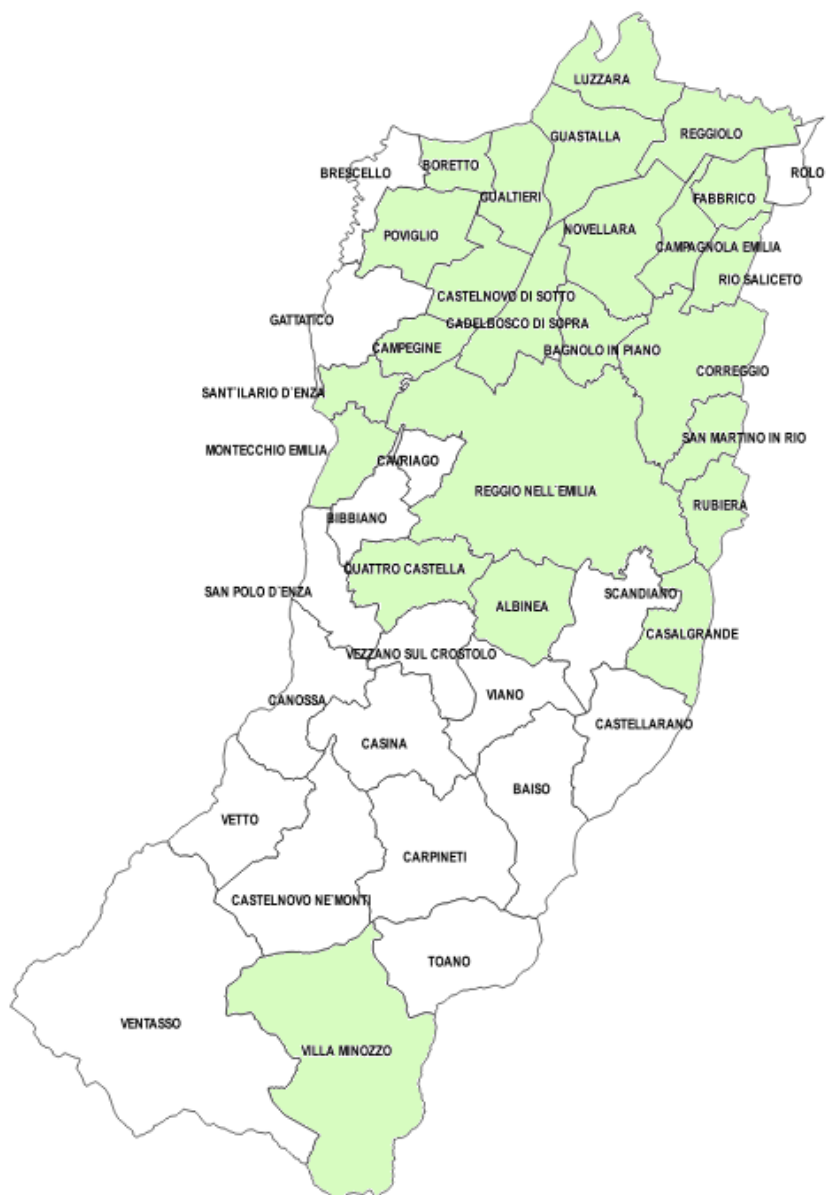 LUZZARA
GUASTALLA
REGGIOLO
BRESCELLO
BORETTO
ROLO
GUALTIERI
FABBRICO
POVIGLIO
NOVELLARA
CAMPAGNOLA EMILIA
RIO SALICETO
CASTELNOVO DI SOTTO
GATTATICO
CADELBOSCO DI SOPRA
CAMPEGINE
BAGNOLO IN PIANO
CORREGGIO
SANT'ILARIO D'ENZA
SAN MARTINO IN RIO
MONTECCHIO EMILIA
CAVRIAGO
REGGIO NELL'EMILIA
RUBIERA
BIBBIANO
QUATTRO CASTELLA
SAN POLO D'ENZA
SCANDIANO
ALBINEA
CASALGRANDE
VEZZANO SUL CROSTOLO
CANOSSA
VIANO
CASTELLARANO
CASINA
BAISO
VETTO
CARPINETI
CASTELNOVO NE'MONTI
TOANO
VENTASSO
VILLA MINOZZO